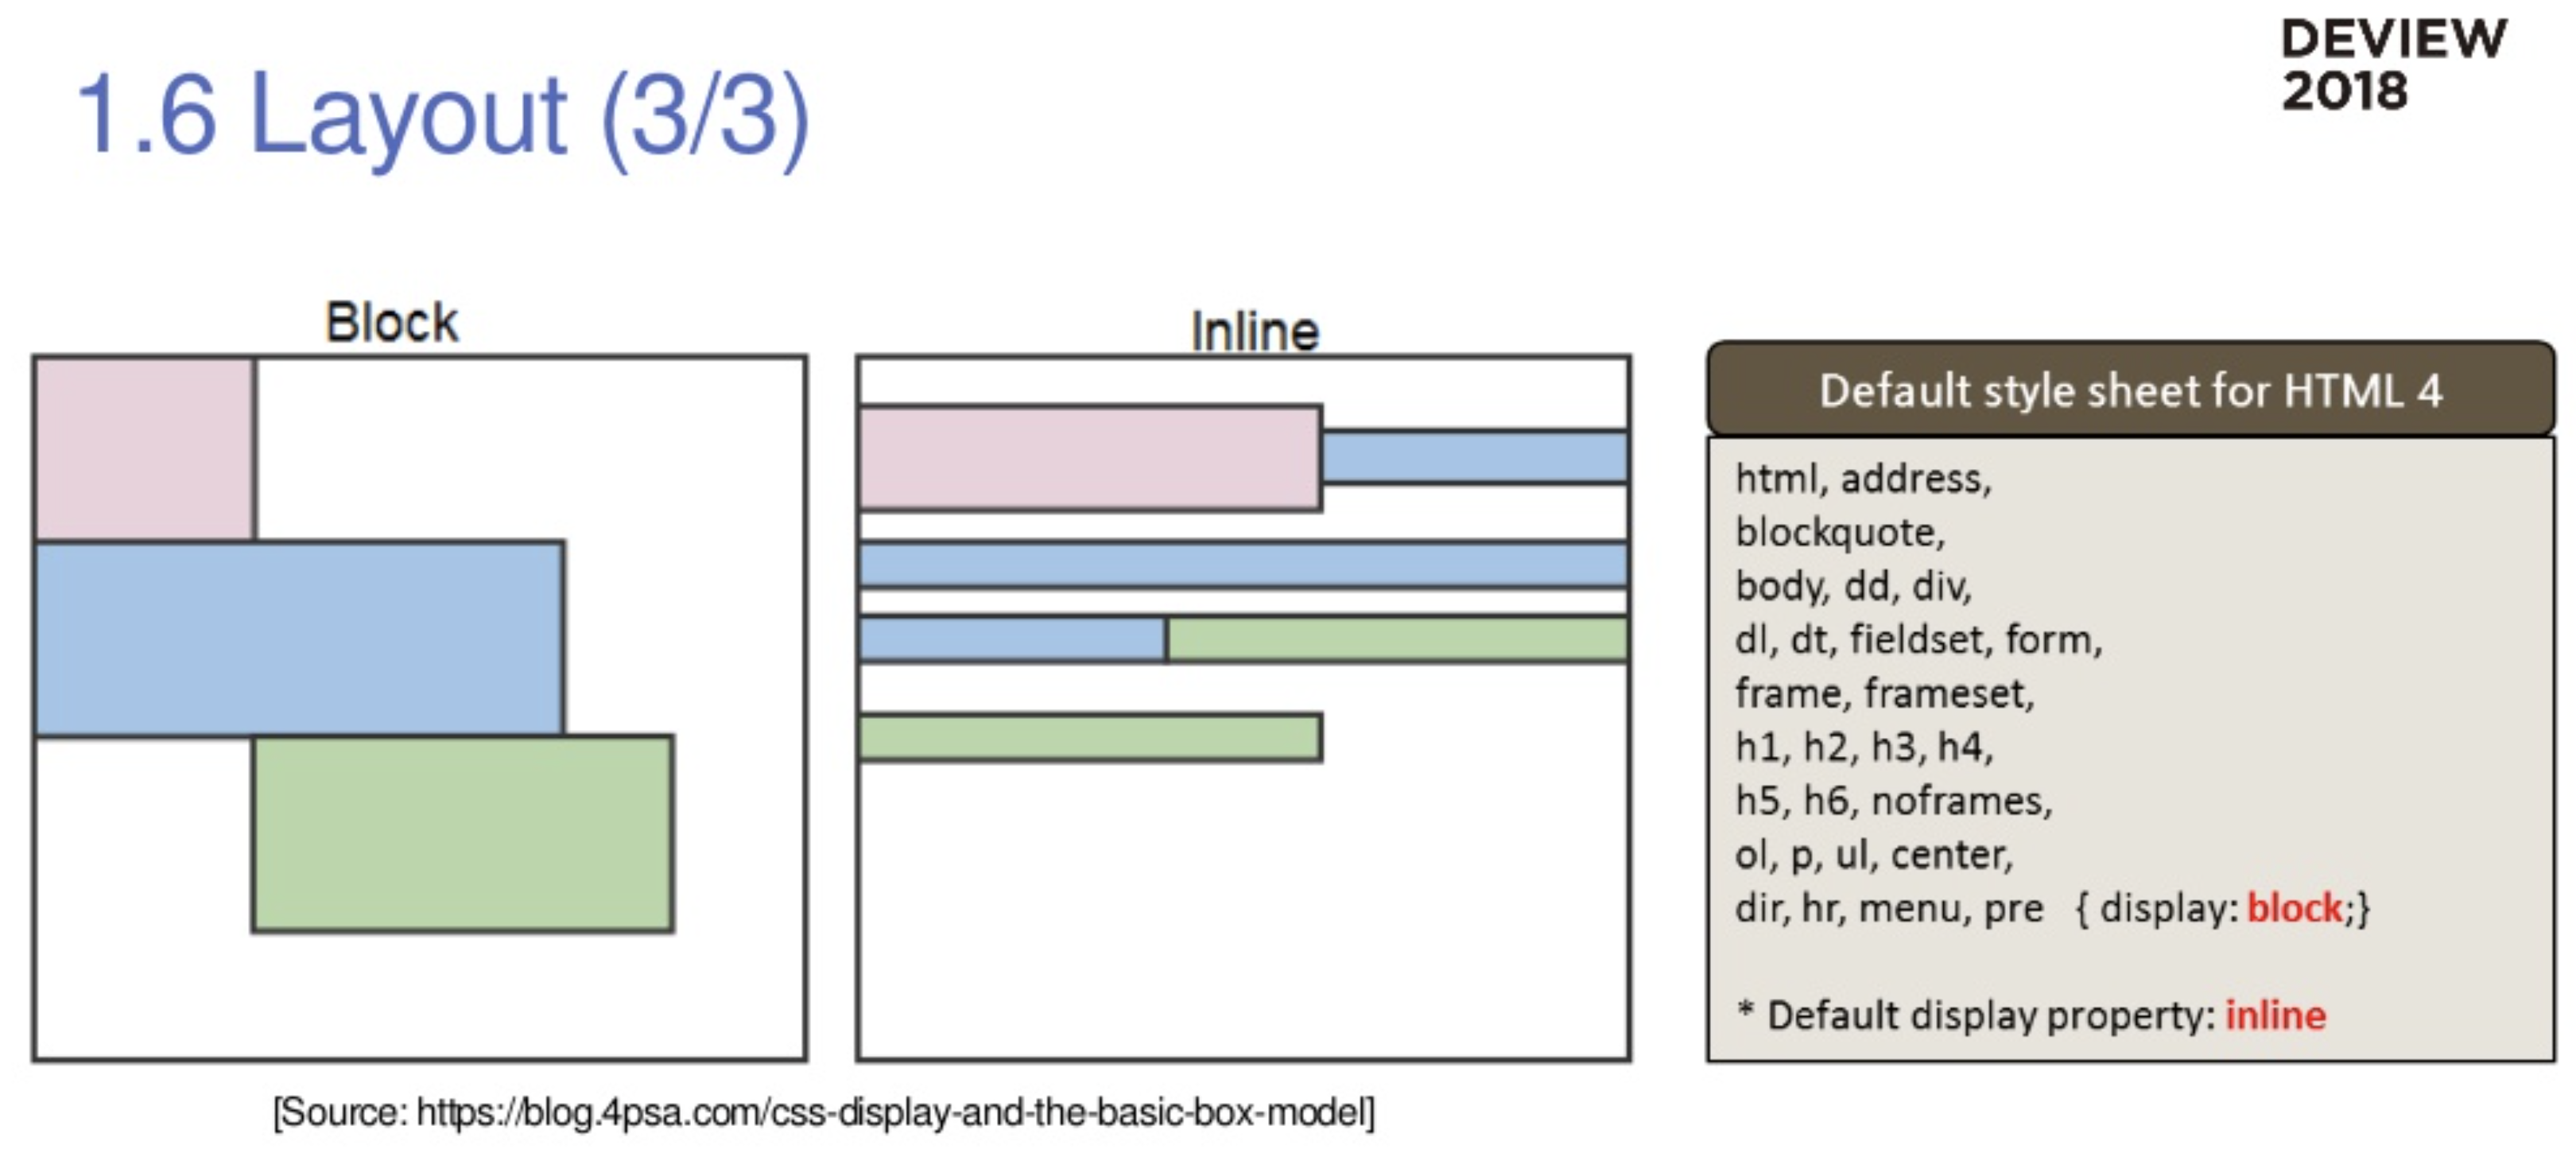 DEVIEW
2018
1.6 Layout (3/3)
Block
Inline
Default style sheet for HTML 4
html, address,
blockquote,
body, dd, div,
dl, dt, fieldset, form,
frame, frameset,
h1, h2, h3, h4,
h5, h6, noframes,
ol, p, ul, center,
dir, hr, menu, pre { display: block;}
* Default display property: inline
[Source: https://blog.4psa.com/css-display-and-the-basic-box-model]